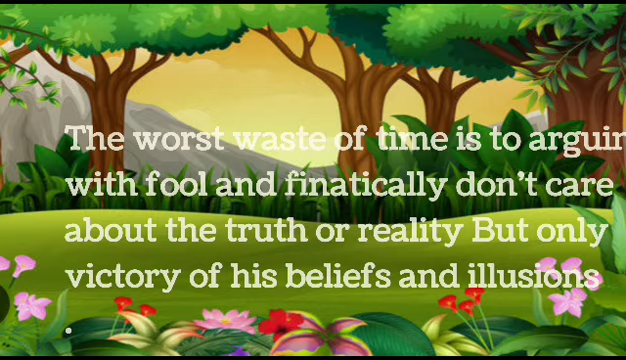 The worst waste of time is to arguin
with fool and finatically don't care
about the truth or reality But only
victory of his beliefs and illusions
.